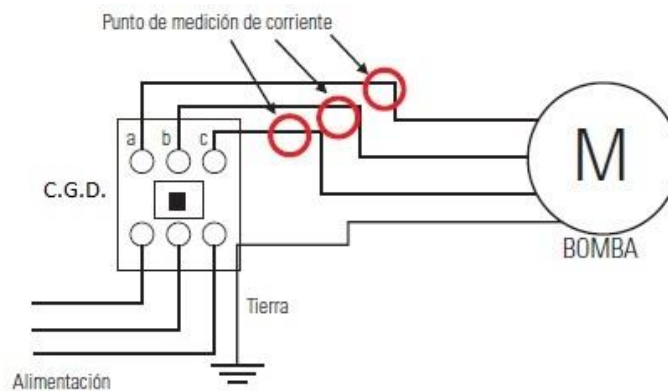 Punto de medición de corriente
a b c
C.G.D.
M
BOMBA
Tierra
Alimentación